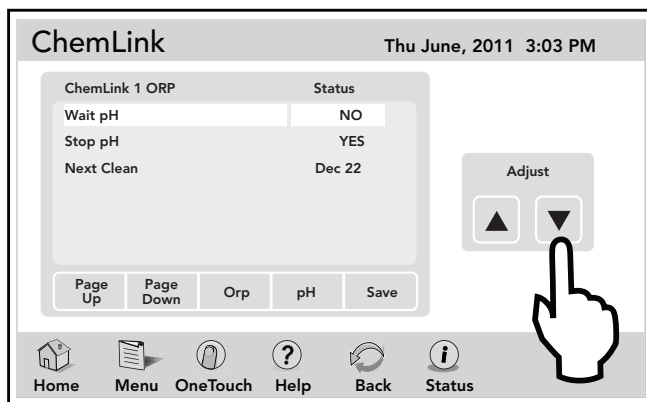 ChemLink
Thu June, 2011 3:03 PM
ChemLink 1 ORP Status
Wait pH NO
Stop pH YES
Next Clean Dec 22
Adjust
Page Up
Page Down
Orp
pH
Save
?
i
Home
Menu
OneTouch
Help
Back
Status